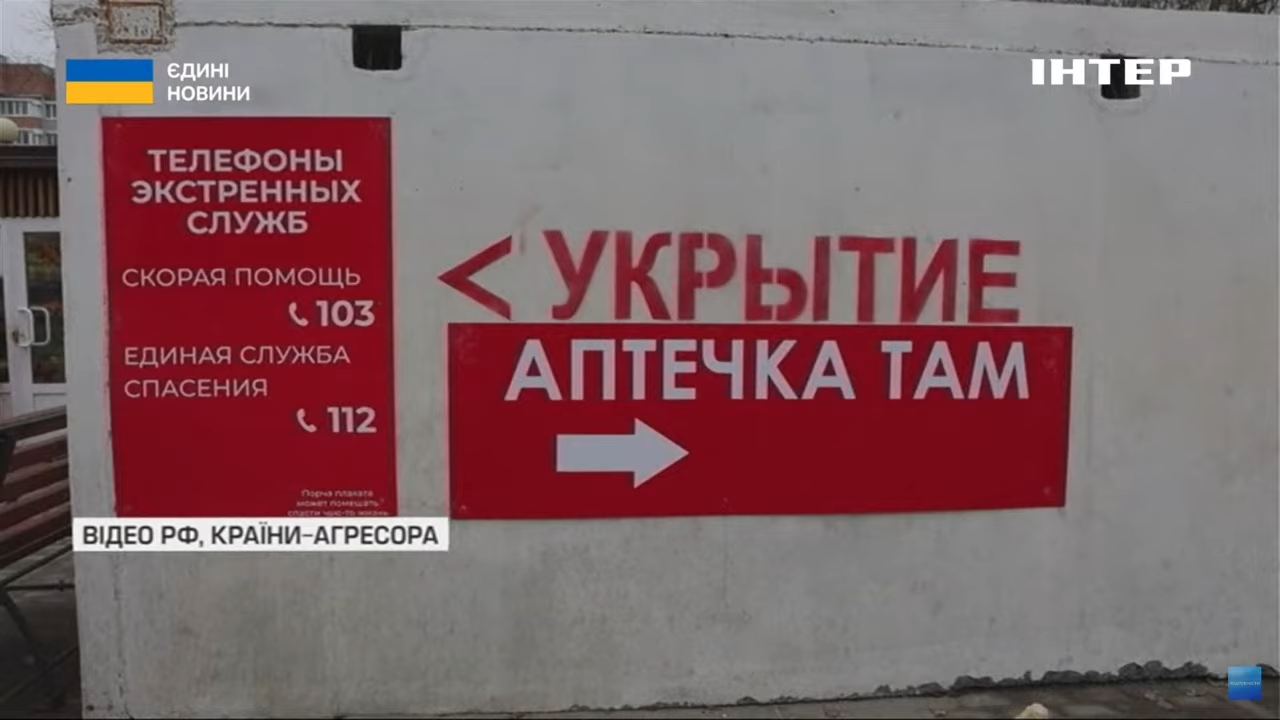 ЄДИНІ
НОВИНИ
ІНТЕР
ТЕЛЕФОНЫ
ЭКСТРЕННЫХ
СЛУЖБ
СКОРАЯ ПОМОЩЬ
103
ЕДИНАЯ СЛУЖБА
СПАСЕНИЯ
112
Порча плаката
может помешать
спасти чью-то жизнь
< УКРЫТИЕ
АПТЕЧКА ТАМ
ВІДЕО РФ, КРАЇНИ-АГРЕСОРА